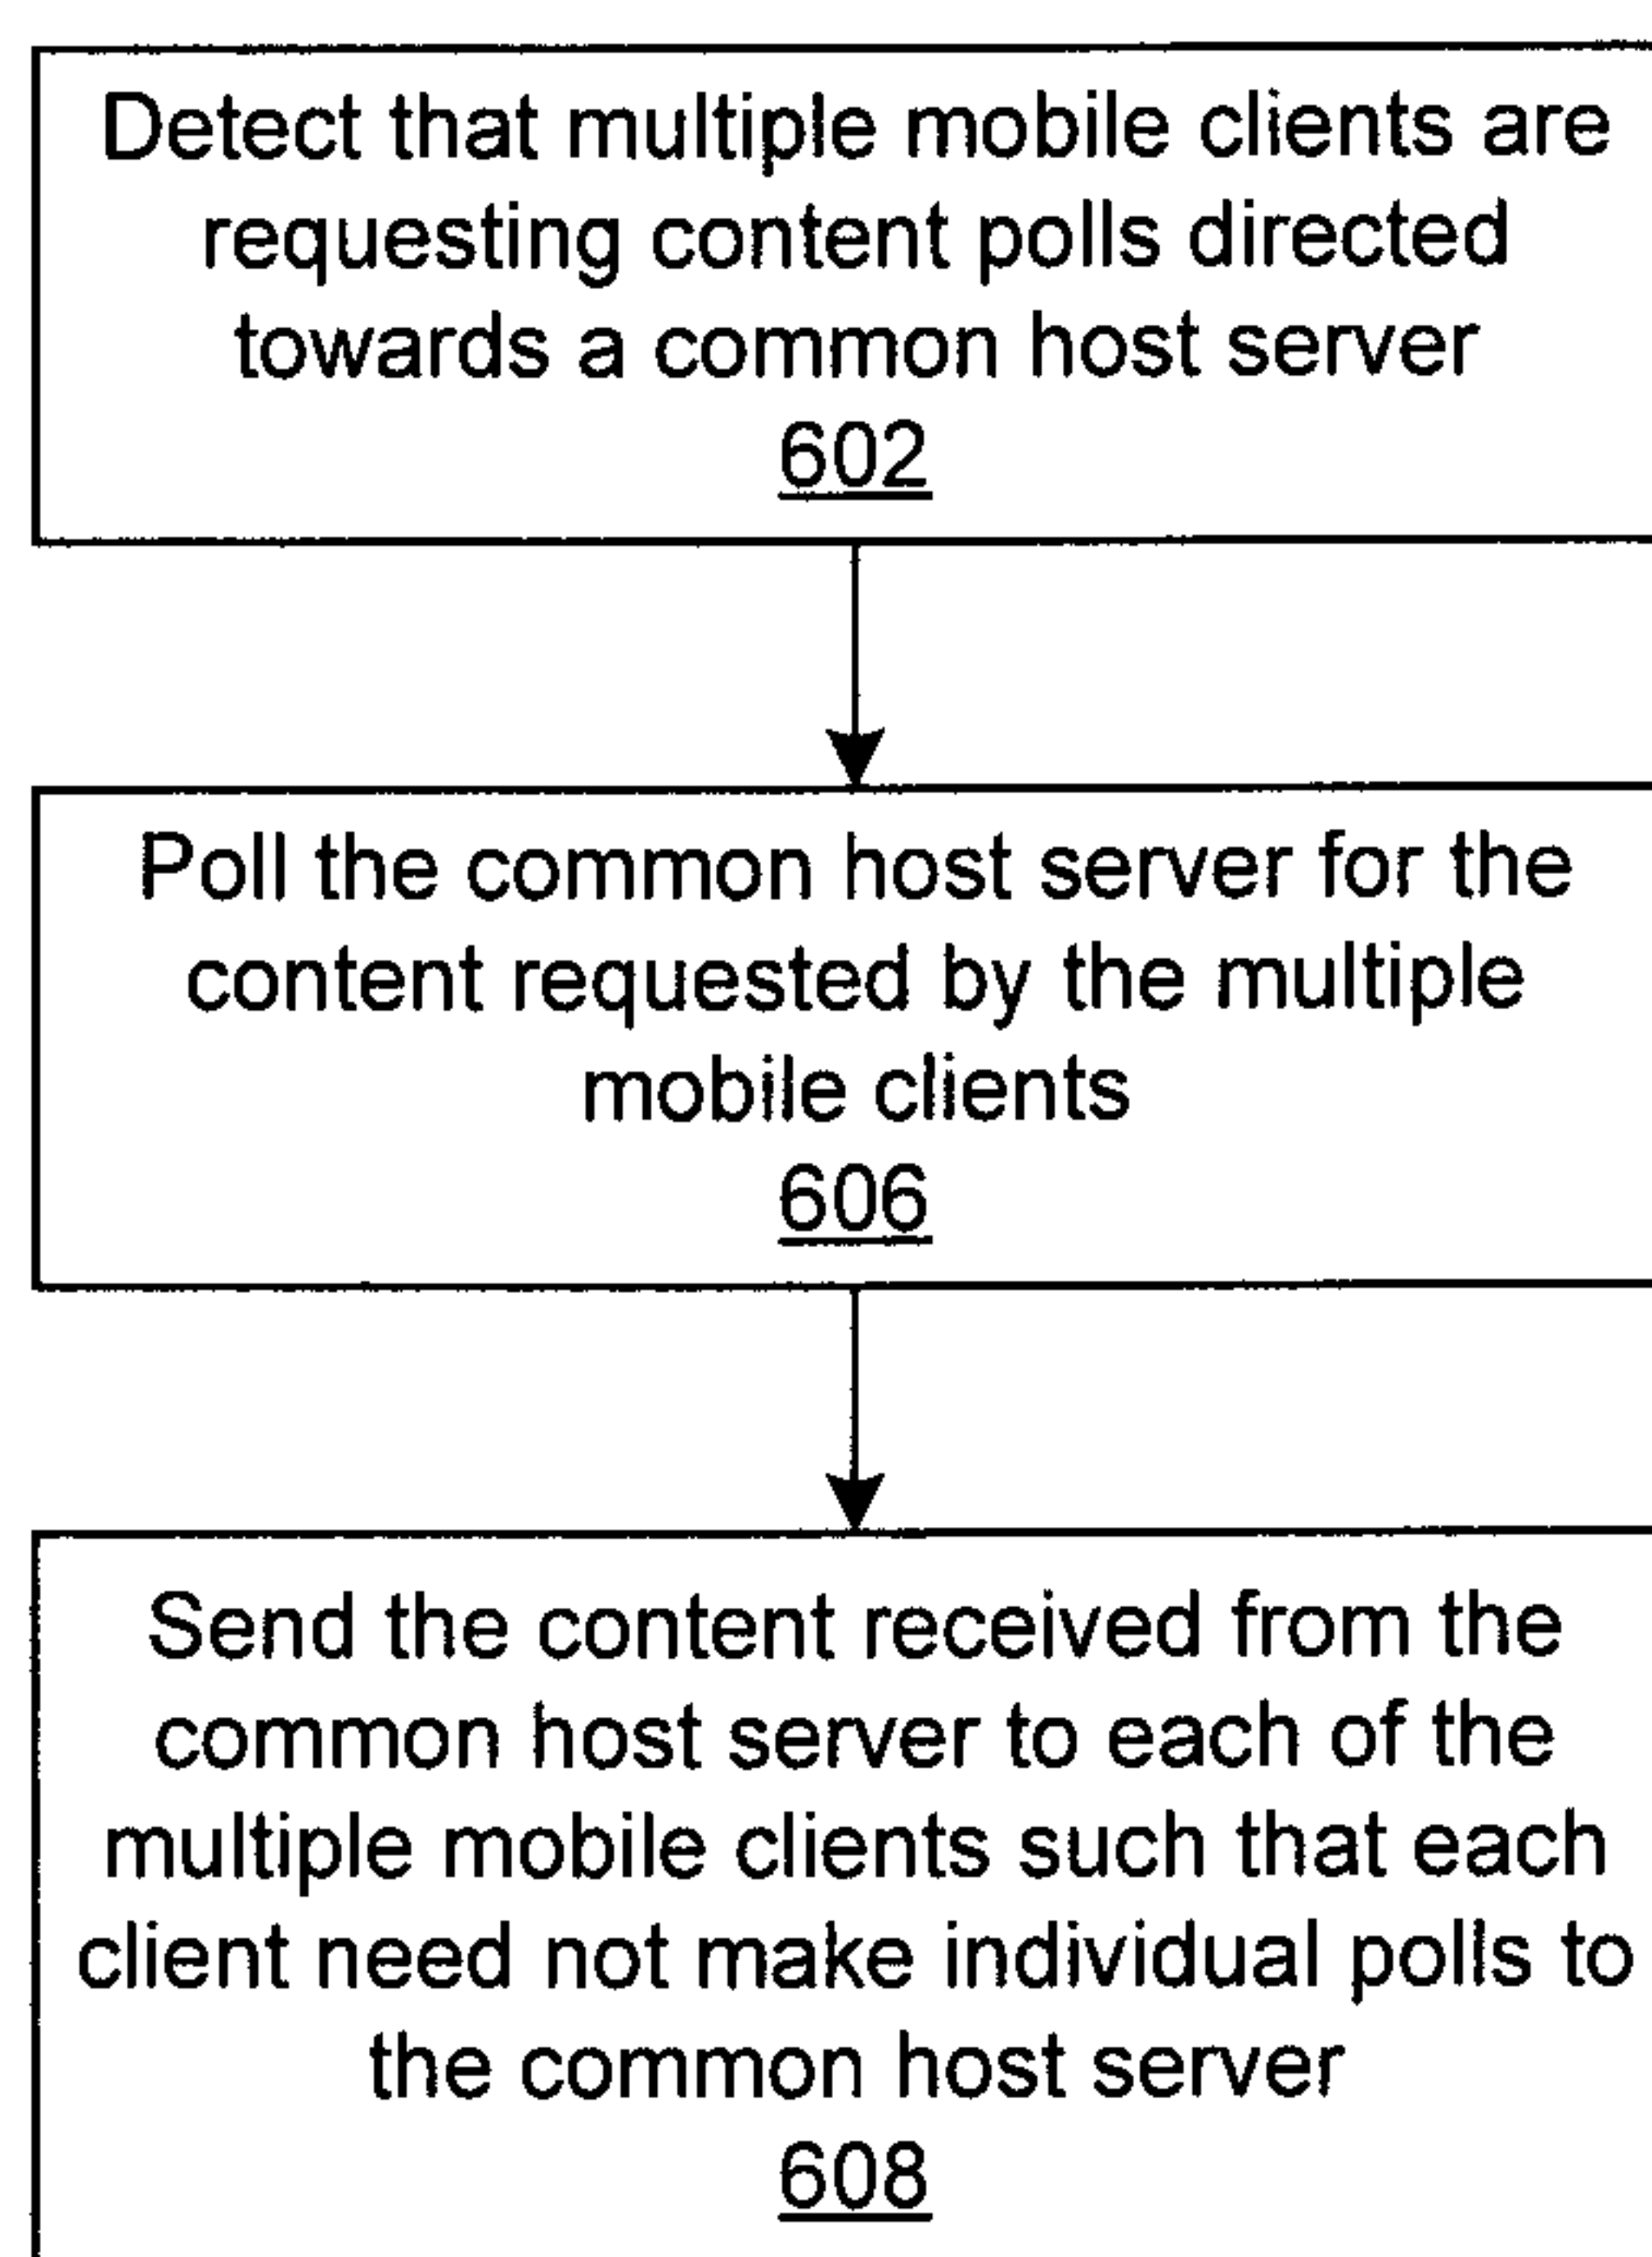 Detect that multiple mobile clients are
requesting content polls directed
towards a common host server
602
Poll the common host server for the
content requested by the multiple
mobile clients
606
Send the content received from the
common host server to each of the
multiple mobile clients such that each
client need not make individual polls to
the common host server
608